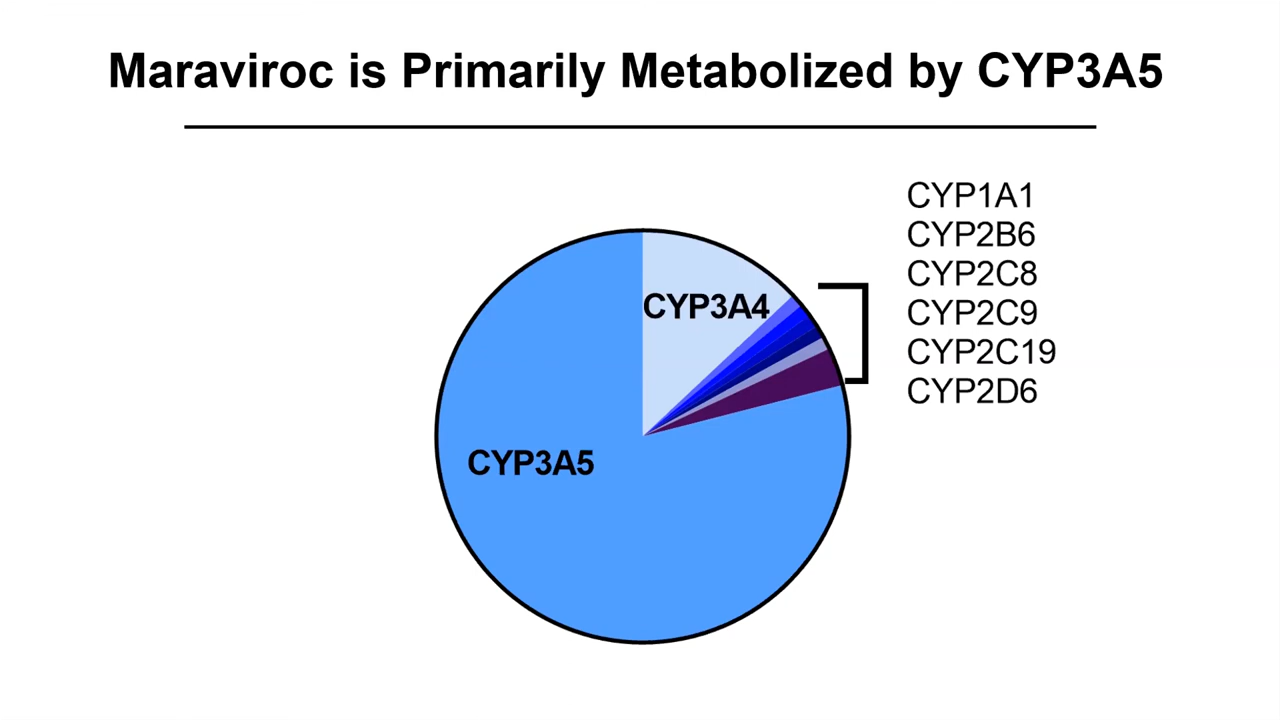 Maraviroc is Primarily Metabolized by CYP3A5
CYP1A1
CYP2B6
CYP2C8
CYP2C9
CYP2C19
CYP2D6
CYP3A4
CYP3A5